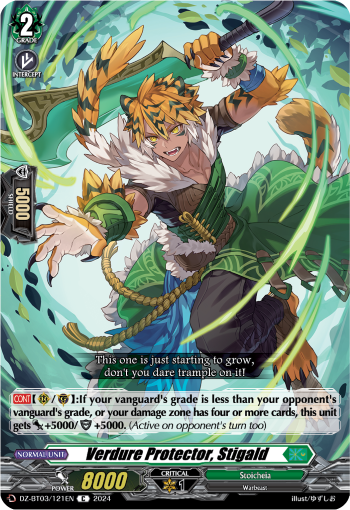 2
GRADE
INTERCEPT
5000
SHIELD
This one is just starting to grow,
don't you dare trample on it!
CONT【 / 】:If your vanguard's grade is less than your opponent's
vanguard's grade, or your damage zone has four or more cards, this unit
gets +5000/ +5000. (Active on opponent's turn too)
NORMAL UNIT
Verdure Protector, Stigald
POWER
8000
CRITICAL
1
Stoicheia
Warbeast
DZ-BT03/121EN C 2024
illust/ゆずしお